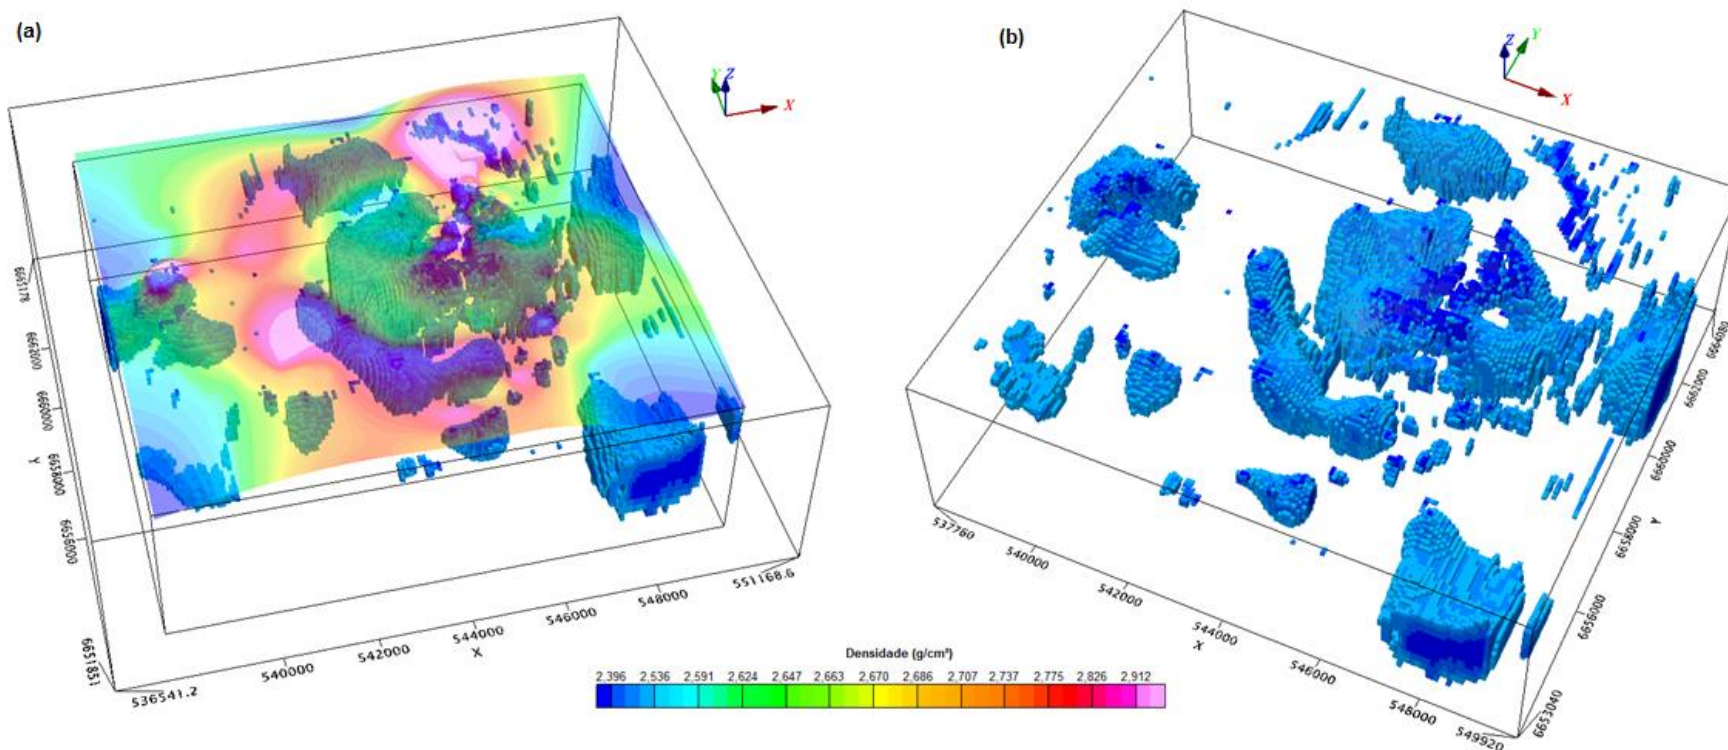 (a)
Y Z
X
6665178
6662000
6660000
6658000
6656000
6651851
Y
536541.2
540000
542000
544000
546000
548000
551168.6
X
(b)
Z Y
X
6664080
6662000
6660000
6658000
6656000
6653040
Y
537760
540000
542000
544000
546000
548000
549920
X
Densidade (g/cm³)
2,396 2,536 2,591 2,624 2,647 2,663 2,670 2,686 2,707 2,737 2,775 2,826 2,912